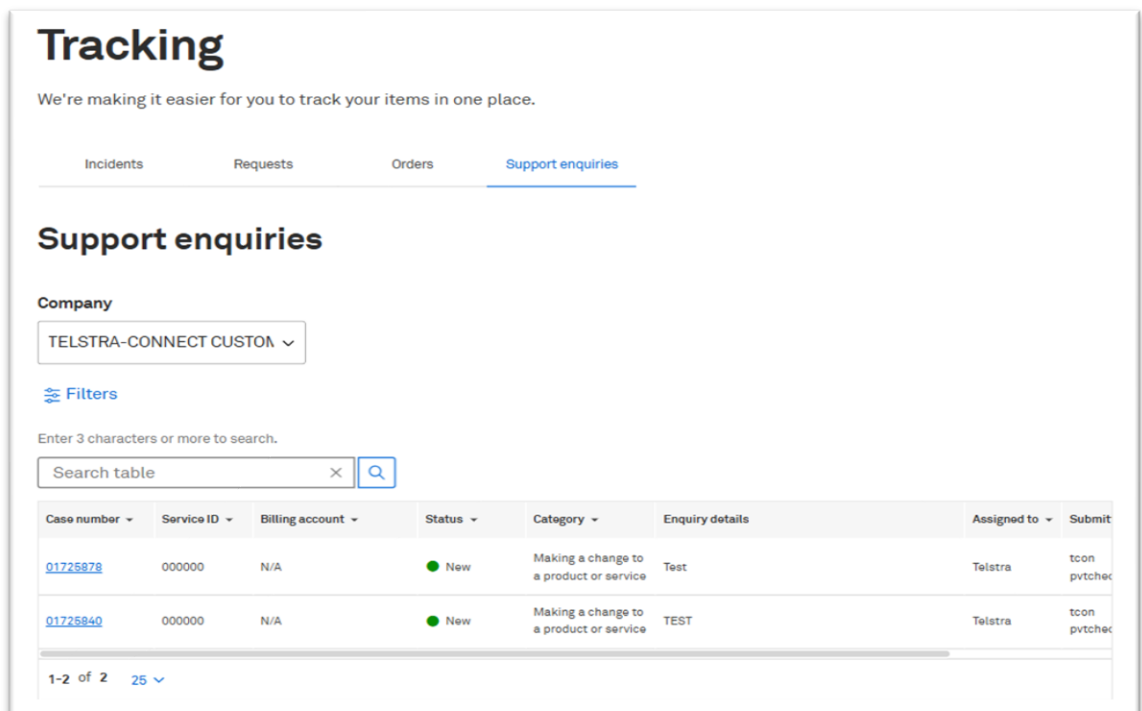 Tracking
We're making it easier for you to track your items in one place.
Incidents Requests Orders Support enquiries
Support enquiries
Company
TELSTRA-CONNECT CUSTOM
Filters
Enter 3 characters or more to search.
Search table
Case number Service ID Billing account Status Category Enquiry details Assigned to Submit
01725878 000000 N/A New Making a change to a product or service Test Telstra tcon pvtchec
01725840 000000 N/A New Making a change to a product or service TEST Telstra tcon pvtchec
1-2 of 2 25